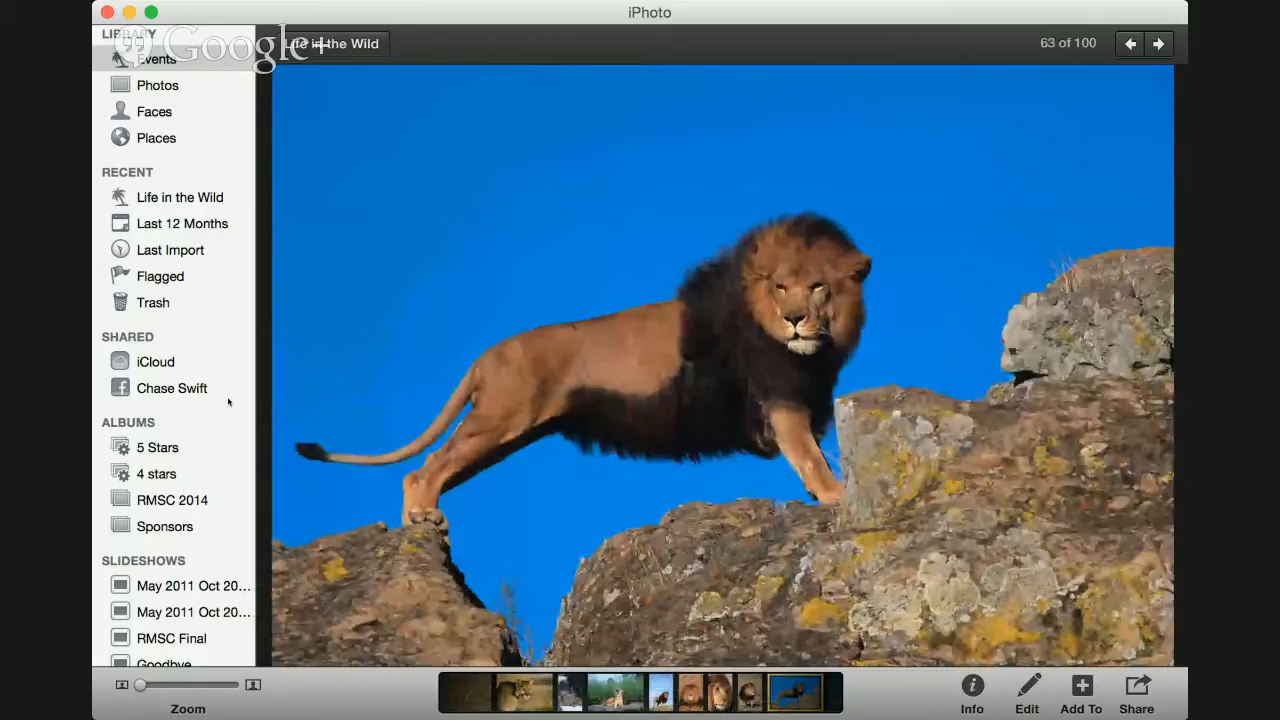 iPhoto
LIBRARY
Google+
Life in the Wild
63 of 100
Events
Photos
Faces
Places
RECENT
Life in the Wild
Last 12 Months
Last Import
Flagged
Trash
SHARED
iCloud
Chase Swift
ALBUMS
5 Stars
4 stars
RMSC 2014
Sponsors
SLIDESHOWS
May 2011 Oct 20...
May 2011 Oct 20...
RMSC Final
Goodbye
Zoom
Info
Edit
Add To
Share